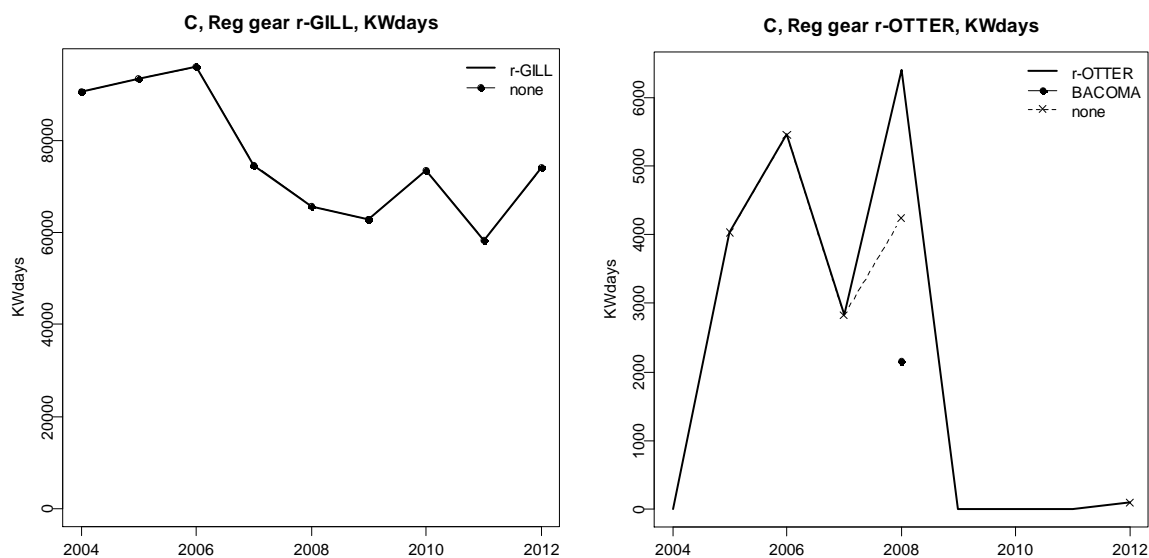 C, Reg gear r-GILL, KWdays
r-GILL
none
KWdays
80000
60000
40000
20000
0
2004
2006
2008
2010
2012
C, Reg gear r-OTTER, KWdays
r-OTTER
BACOMA
none
KWdays
6000
5000
4000
3000
2000
1000
0
2004
2006
2008
2010
2012